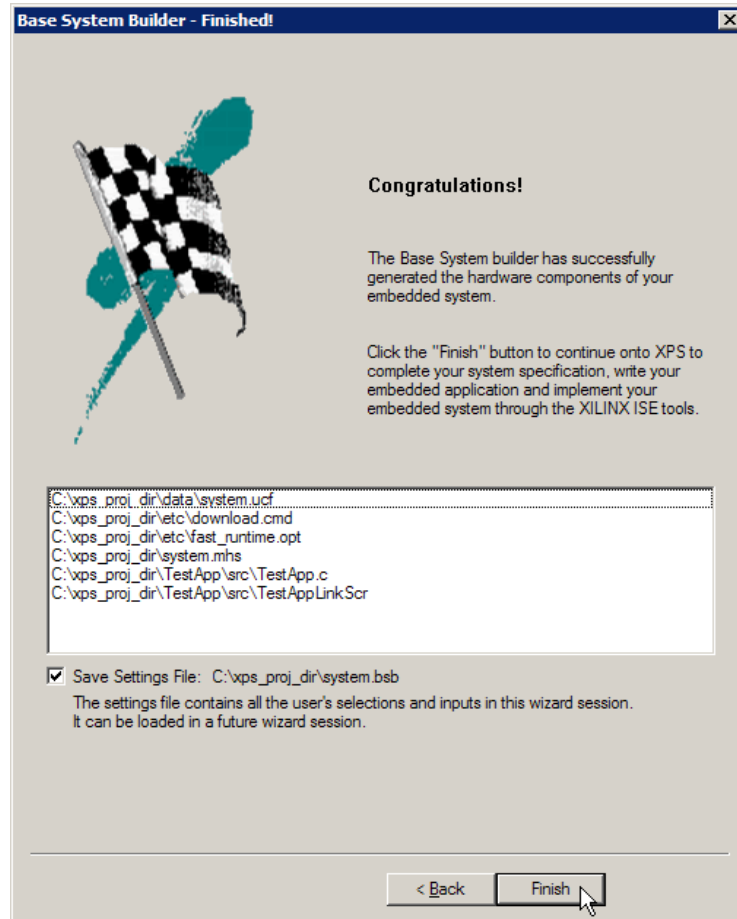 Base System Builder - Finished!
Congratulations!
The Base System builder has successfully
generated the hardware components of your
embedded system.
Click the "Finish" button to continue onto XPS to
complete your system specification, write your
embedded application and implement your
embedded system through the XILINX ISE tools.
C:\xps_proj_dir\data\system.ucf
C:\xps_proj_dir\etc\download.cmd
C:\xps_proj_dir\etc\fast_runtime.opt
C:\xps_proj_dir\system.mhs
C:\xps_proj_dir\TestApp\src\TestApp.c
C:\xps_proj_dir\TestApp\src\TestAppLinkScr
Save Settings File: C:\xps_proj_dir\system.bsb
The settings file contains all the user's selections and inputs in this wizard session.
It can be loaded in a future wizard session.
< Back Finish